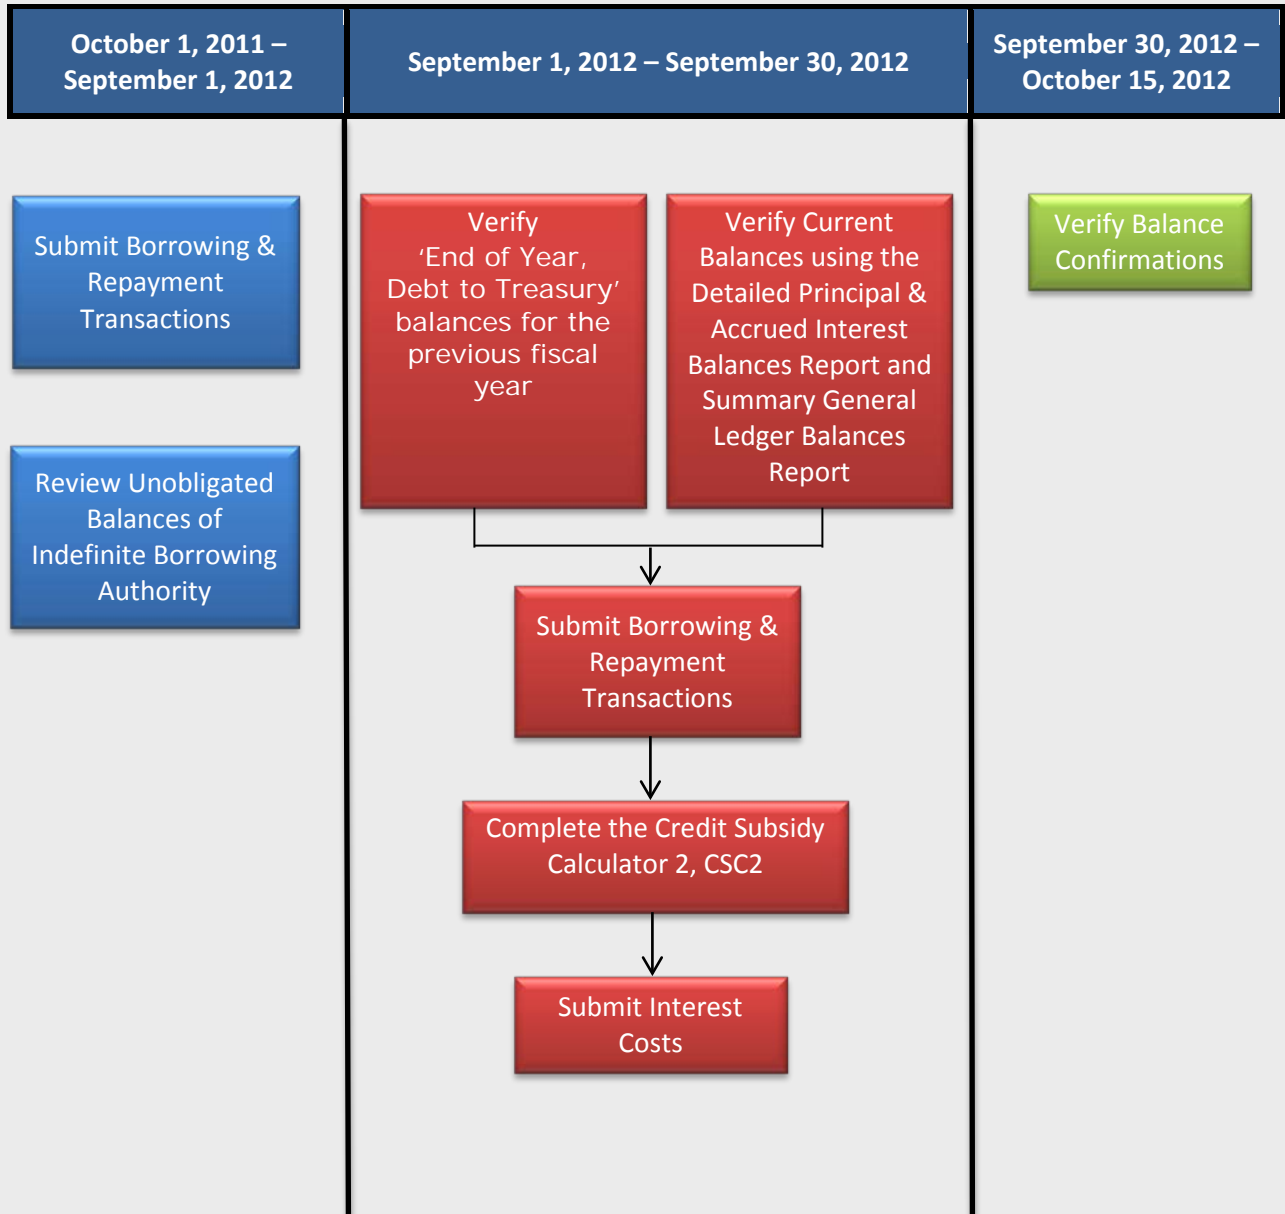 October 1, 2011 –
September 1, 2012
September 1, 2012 – September 30, 2012
September 30, 2012 –
October 15, 2012
Submit Borrowing &
Repayment
Transactions
Review Unobligated
Balances of
Indefinite Borrowing
Authority
Verify
‘End of Year,
Debt to Treasury’
balances for the
previous fiscal
year
Verify Current
Balances using the
Detailed Principal &
Accrued Interest
Balances Report and
Summary General
Ledger Balances
Report
Submit Borrowing &
Repayment
Transactions
Complete the Credit Subsidy
Calculator 2, CSC2
Submit Interest
Costs
Verify Balance
Confirmations